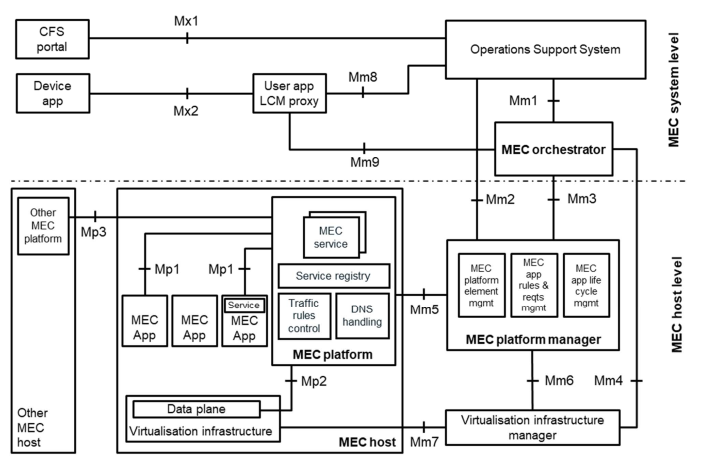 CFS
portal
Mx1
Operations Support System
Device
app
Mx2
User app
LCM proxy
Mm8
Mm1
MEC system level
Mm9
MEC orchestrator
Other
MEC
platform
Mp3
MEC
service
Mm2
Mm3
Mp1
Mp1
Service registry
MEC
platform
element
mgmt
MEC
app
rules &
reqts
mgmt
MEC
app life
cycle
mgmt
MEC
App
MEC
App
Service
MEC
App
Traffic
rules
control
DNS
handling
Mm5
MEC platform
MEC platform manager
MEC host level
Mp2
Mm6
Mm4
Other
MEC
host
Data plane
Virtualisation infrastructure
MEC host
Mm7
Virtualisation infrastructure
manager